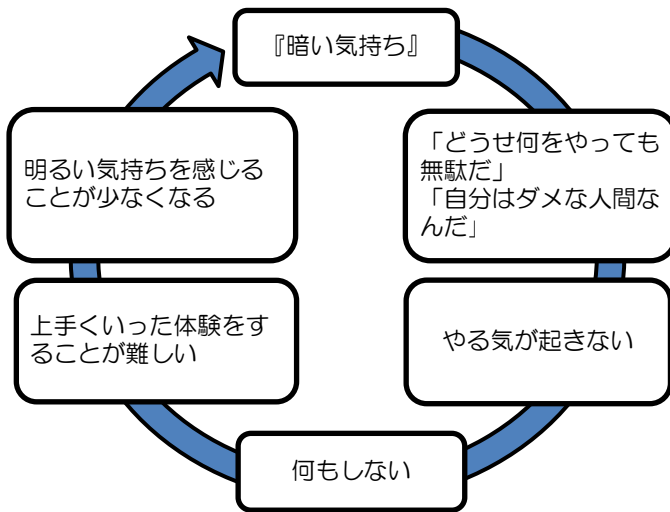 『暗い気持ち』
「どうせ何をやっても
無駄だ」
「自分はダメな人間な
んだ」
やる気が起きない
何もしない
上手くいった体験をす
ることが難しい
明るい気持ちを感じる
ことが少なくなる